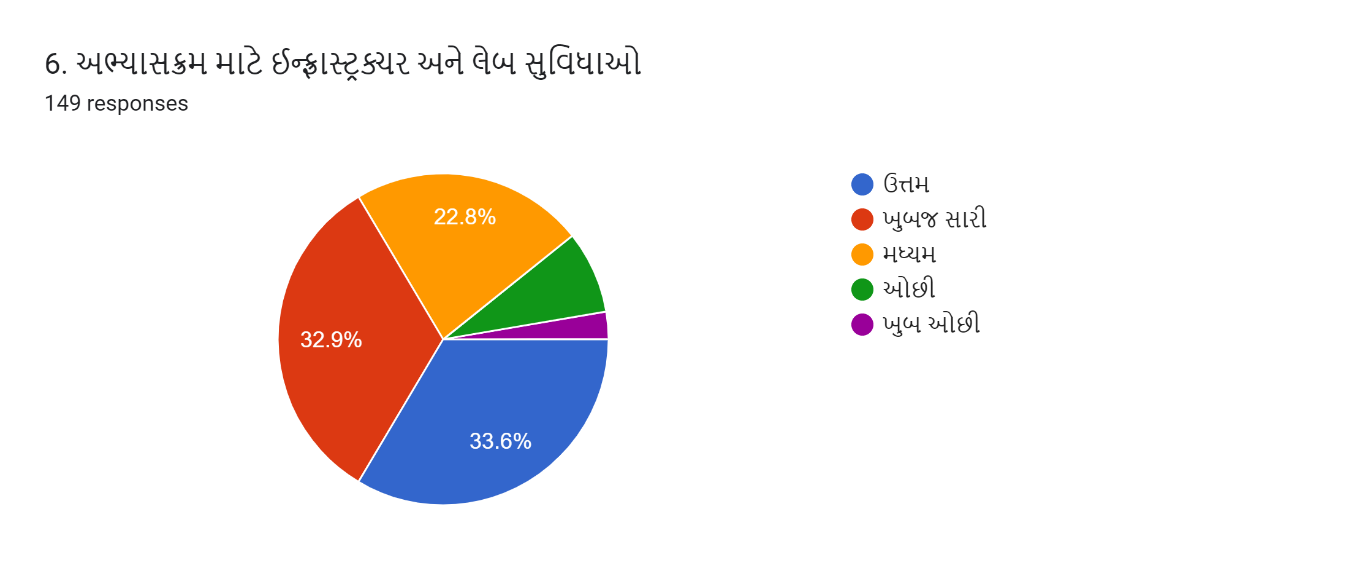 6. અભ્યાસક્રમ માટે ઈન્ફ્રાસ્ટ્રક્ચર અને લેબ સુવિધાઓ
149 responses
22.8%
32.9%
33.6%
ઉત્તમ
ખુબજ સારી
મધ્યમ
ઓછી
ખુબ ઓછી